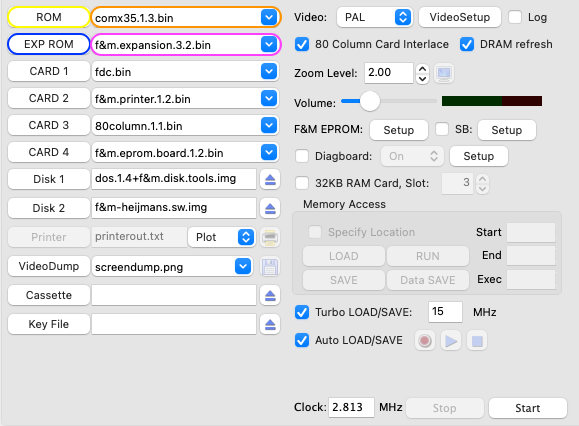 ROM comx35.1.3.bin Video: PAL VideoSetup Log
EXP ROM f&m.expansion.3.2.bin 80 Column Card Interlace DRAM refresh
CARD 1 fdc.bin Zoom Level: 2.00
CARD 2 f&m.printer.1.2.bin Volume:
CARD 3 80column.1.1.bin F&M EPROM: Setup SB: Setup
CARD 4 f&m.eprom.board.1.2.bin Diagboard: On Setup
Disk 1 dos.1.4+f&m.disk.tools.img 32KB RAM Card, Slot: 3
Disk 2 f&m-heijmans.sw.img Memory Access
Printer printerout.txt Plot Specify Location Start
VideoDump screendump.png LOAD RUN End
SAVE Data SAVE Exec
Cassette
Turbo LOAD/SAVE: 15 MHz
Key File
Auto LOAD/SAVE
Clock: 2.813 MHz Stop Start